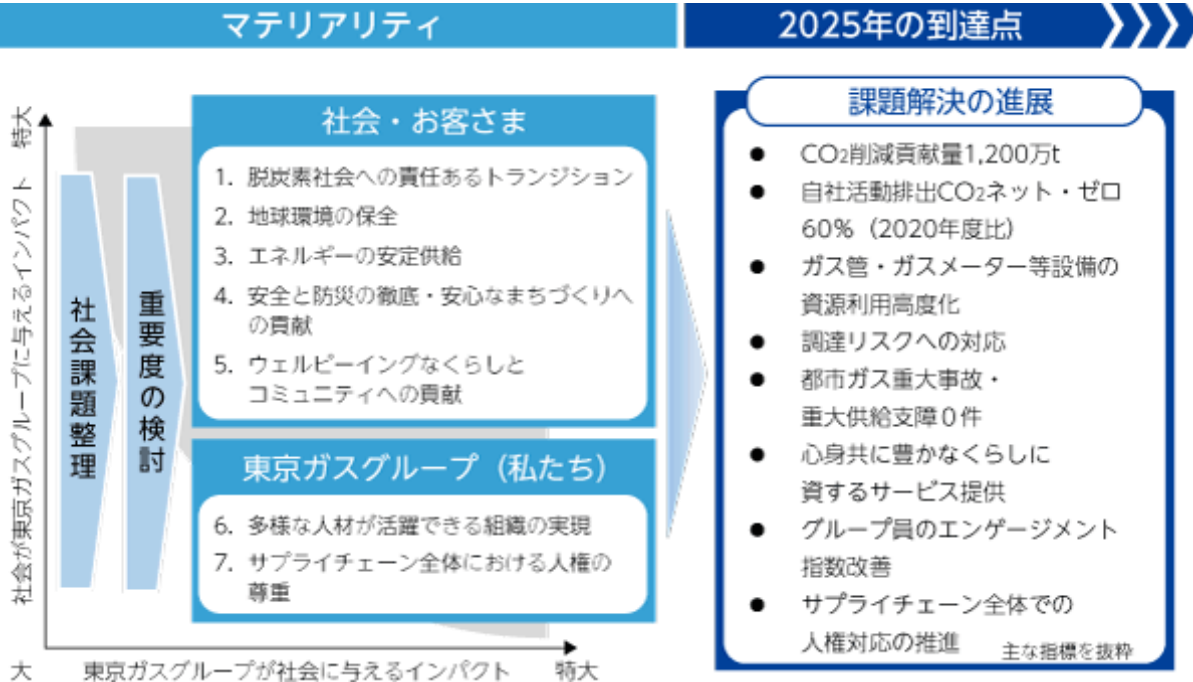 マテリアリティ
2025年の到達点
特大
社会が東京ガスグループに与えるインパクト
大
東京ガスグループが社会に与えるインパクト
特大
社会課題整理
重要度の検討
社会・お客さま
1. 脱炭素社会への責任あるトランジション
2. 地球環境の保全
3. エネルギーの安定供給
4. 安全と防災の徹底・安心なまちづくりへ
の貢献
5. ウェルビーイングなくらしと
コミュニティへの貢献
東京ガスグループ（私たち）
6. 多様な人材が活躍できる組織の実現
7. サプライチェーン全体における人権の
尊重
課題解決の進展
● CO₂削減貢献量1,200万t
● 自社活動排出CO₂ネット・ゼロ
60%（2020年度比）
● ガス管・ガスメーター等設備の
資源利用高度化
● 調達リスクへの対応
● 都市ガス重大事故・
重大供給支障０件
● 心身共に豊かなくらしに
資するサービス提供
● グループ員のエンゲージメント
指数改善
● サプライチェーン全体での
人権対応の推進
主な指標を抜粋